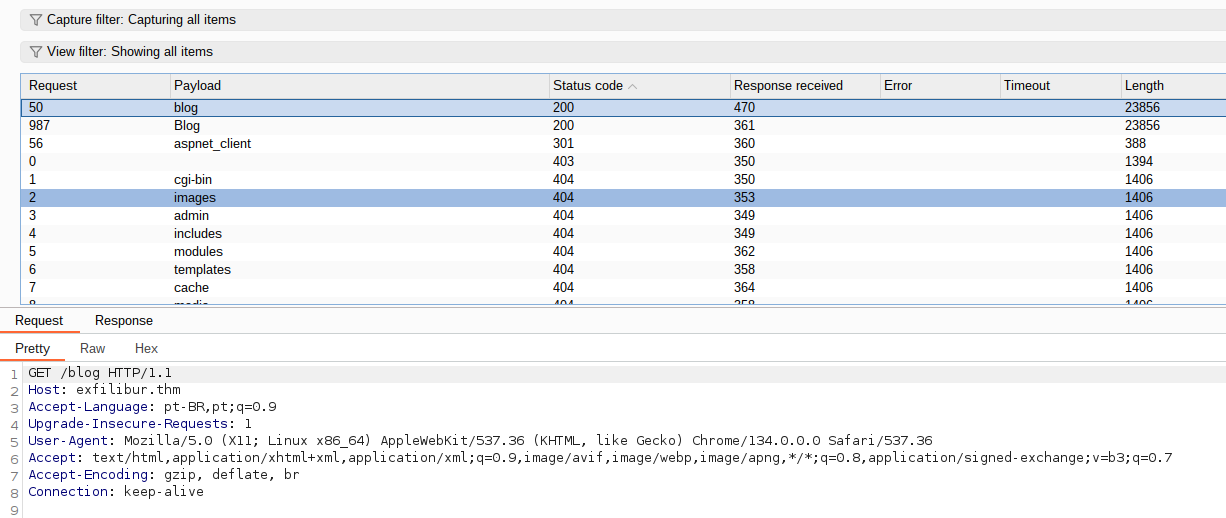 Capture filter: Capturing all items
View filter: Showing all items
Request Payload Status code Response received Error Timeout Length
50 blog 200 470 23856
987 Blog 200 361 23856
56 aspnet_client 301 360 388
0 403 350 1394
1 cgi-bin 404 350 1406
2 images 404 353 1406
3 admin 404 349 1406
4 includes 404 349 1406
5 modules 404 362 1406
6 templates 404 358 1406
7 cache 404 364 1406
8 media 404 358 1406
Request Response
Pretty Raw Hex
1 GET /blog HTTP/1.1
2 Host: exfilibur.thm
3 Accept-Language: pt-BR,pt;q=0.9
4 Upgrade-Insecure-Requests: 1
5 User-Agent: Mozilla/5.0 (X11; Linux x86_64) AppleWebKit/537.36 (KHTML, like Gecko) Chrome/134.0.0.0 Safari/537.36
6 Accept: text/html,application/xhtml+xml,application/xml;q=0.9,image/avif,image/webp,image/apng,*/*;q=0.8,application/signed-exchange;v=b3;q=0.7
7 Accept-Encoding: gzip, deflate, br
8 Connection: keep-alive
9